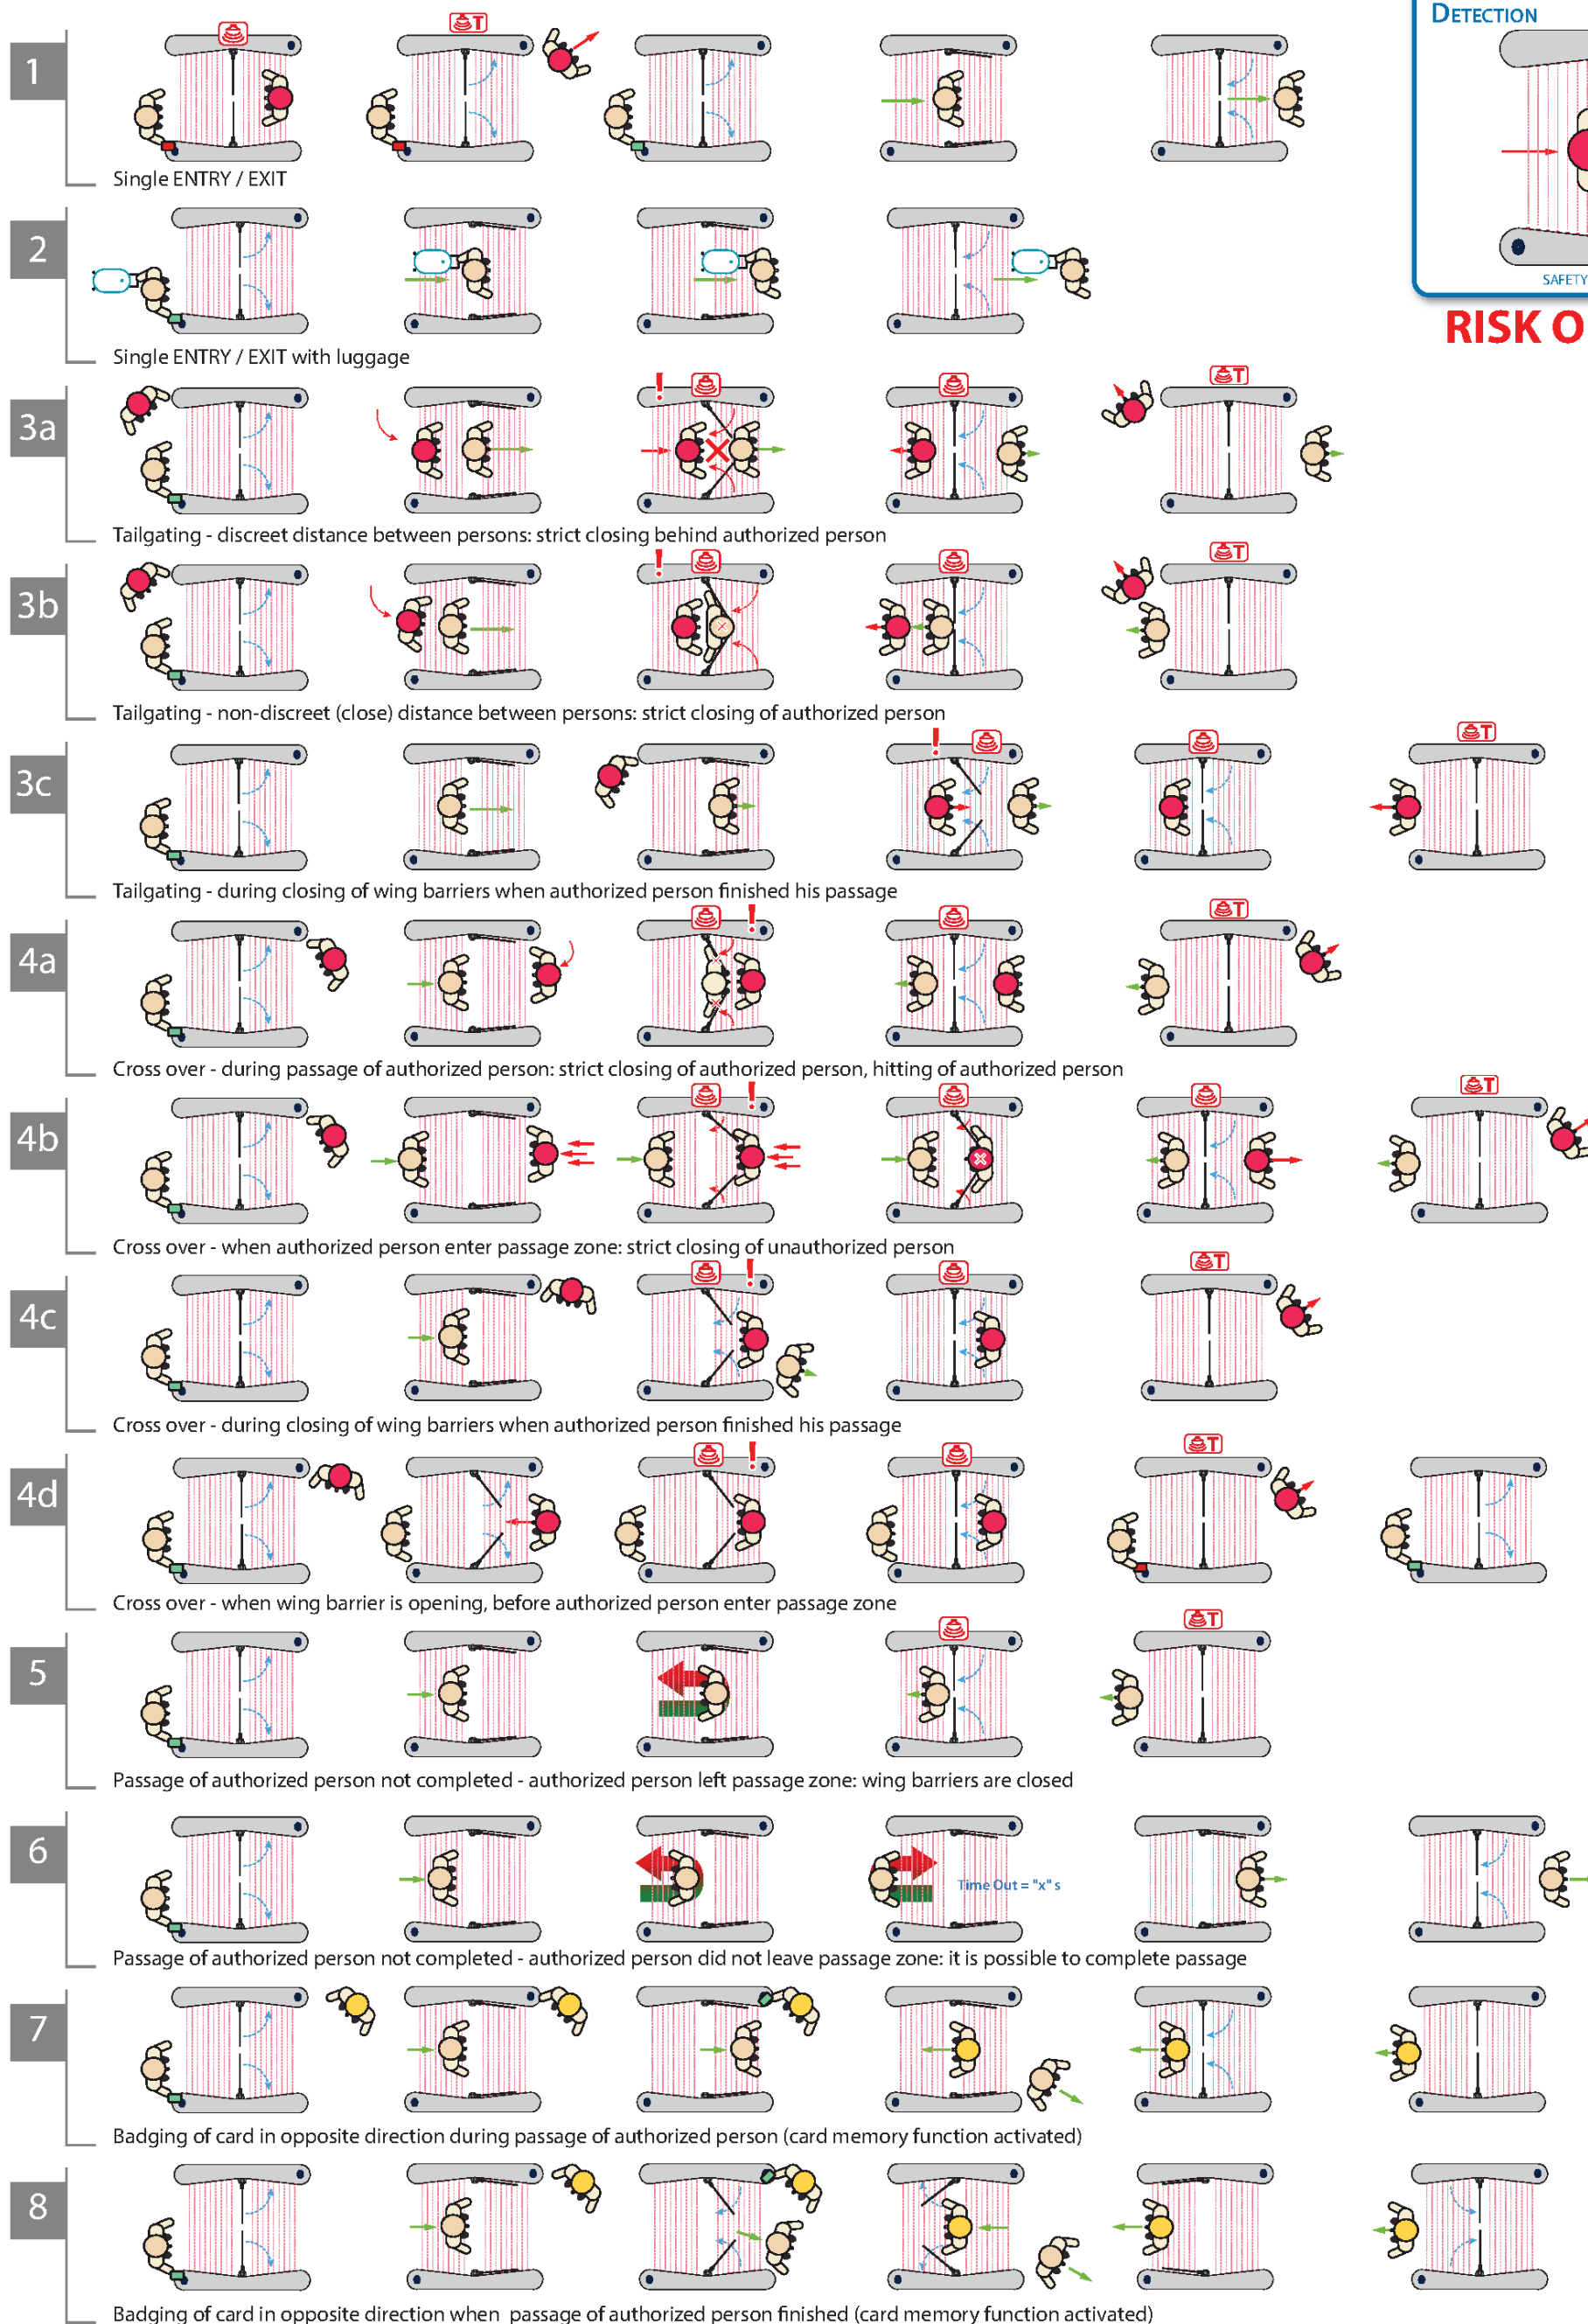 DETECTION
SAFETY
RISK O
1
T
Single ENTRY / EXIT
2
Single ENTRY / EXIT with luggage
3a
!
T
Tailgating - discreet distance between persons: strict closing behind authorized person
3b
!
T
Tailgating - non-discreet (close) distance between persons: strict closing of authorized person
3c
!
T
Tailgating - during closing of wing barriers when authorized person finished his passage
4a
!
T
Cross over - during passage of authorized person: strict closing of authorized person, hitting of authorized person
4b
!
T
Cross over - when authorized person enter passage zone: strict closing of unauthorized person
4c
!
T
Cross over - during closing of wing barriers when authorized person finished his passage
4d
!
T
Cross over - when wing barrier is opening, before authorized person enter passage zone
5
T
Passage of authorized person not completed - authorized person left passage zone: wing barriers are closed
6
Time Out = "x" s
Passage of authorized person not completed - authorized person did not leave passage zone: it is possible to complete passage
7
Badging of card in opposite direction during passage of authorized person (card memory function activated)
8
Badging of card in opposite direction when passage of authorized person finished (card memory function activated)